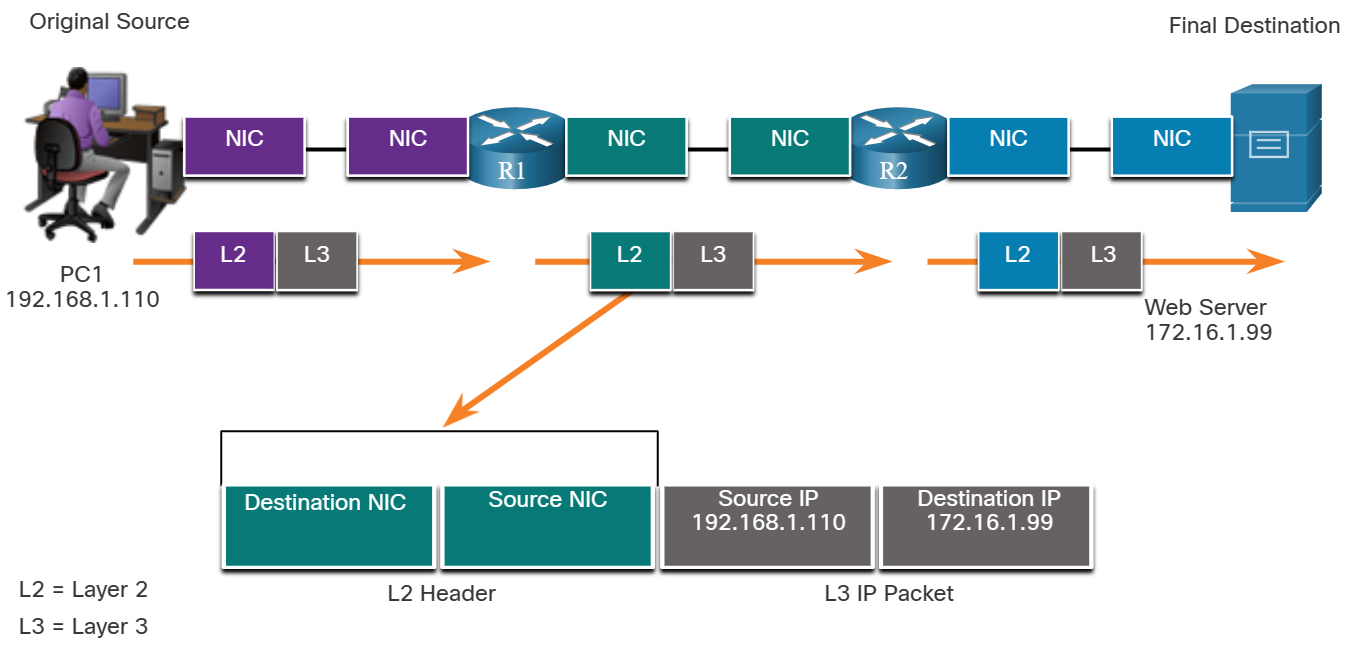 Original Source
Final Destination
NIC
NIC
R1
NIC
NIC
R2
NIC
NIC
L2
L3
L2
L3
L2
L3
PC1
192.168.1.110
Web Server
172.16.1.99
Destination NIC
Source NIC
Source IP
192.168.1.110
Destination IP
172.16.1.99
L2 Header
L3 IP Packet
L2 = Layer 2
L3 = Layer 3